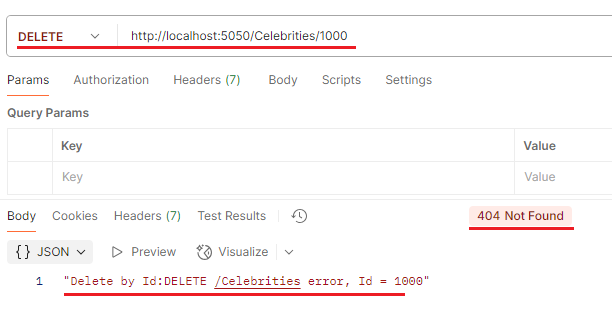 DELETE http://localhost:5050/Celebrities/1000
Params Authorization Headers (7) Body Scripts Settings
Query Params
Key Value
Key Value
Body Cookies Headers (7) Test Results 404 Not Found
{} JSON Preview Visualize
1 "Delete by Id:DELETE /Celebrities error, Id = 1000"